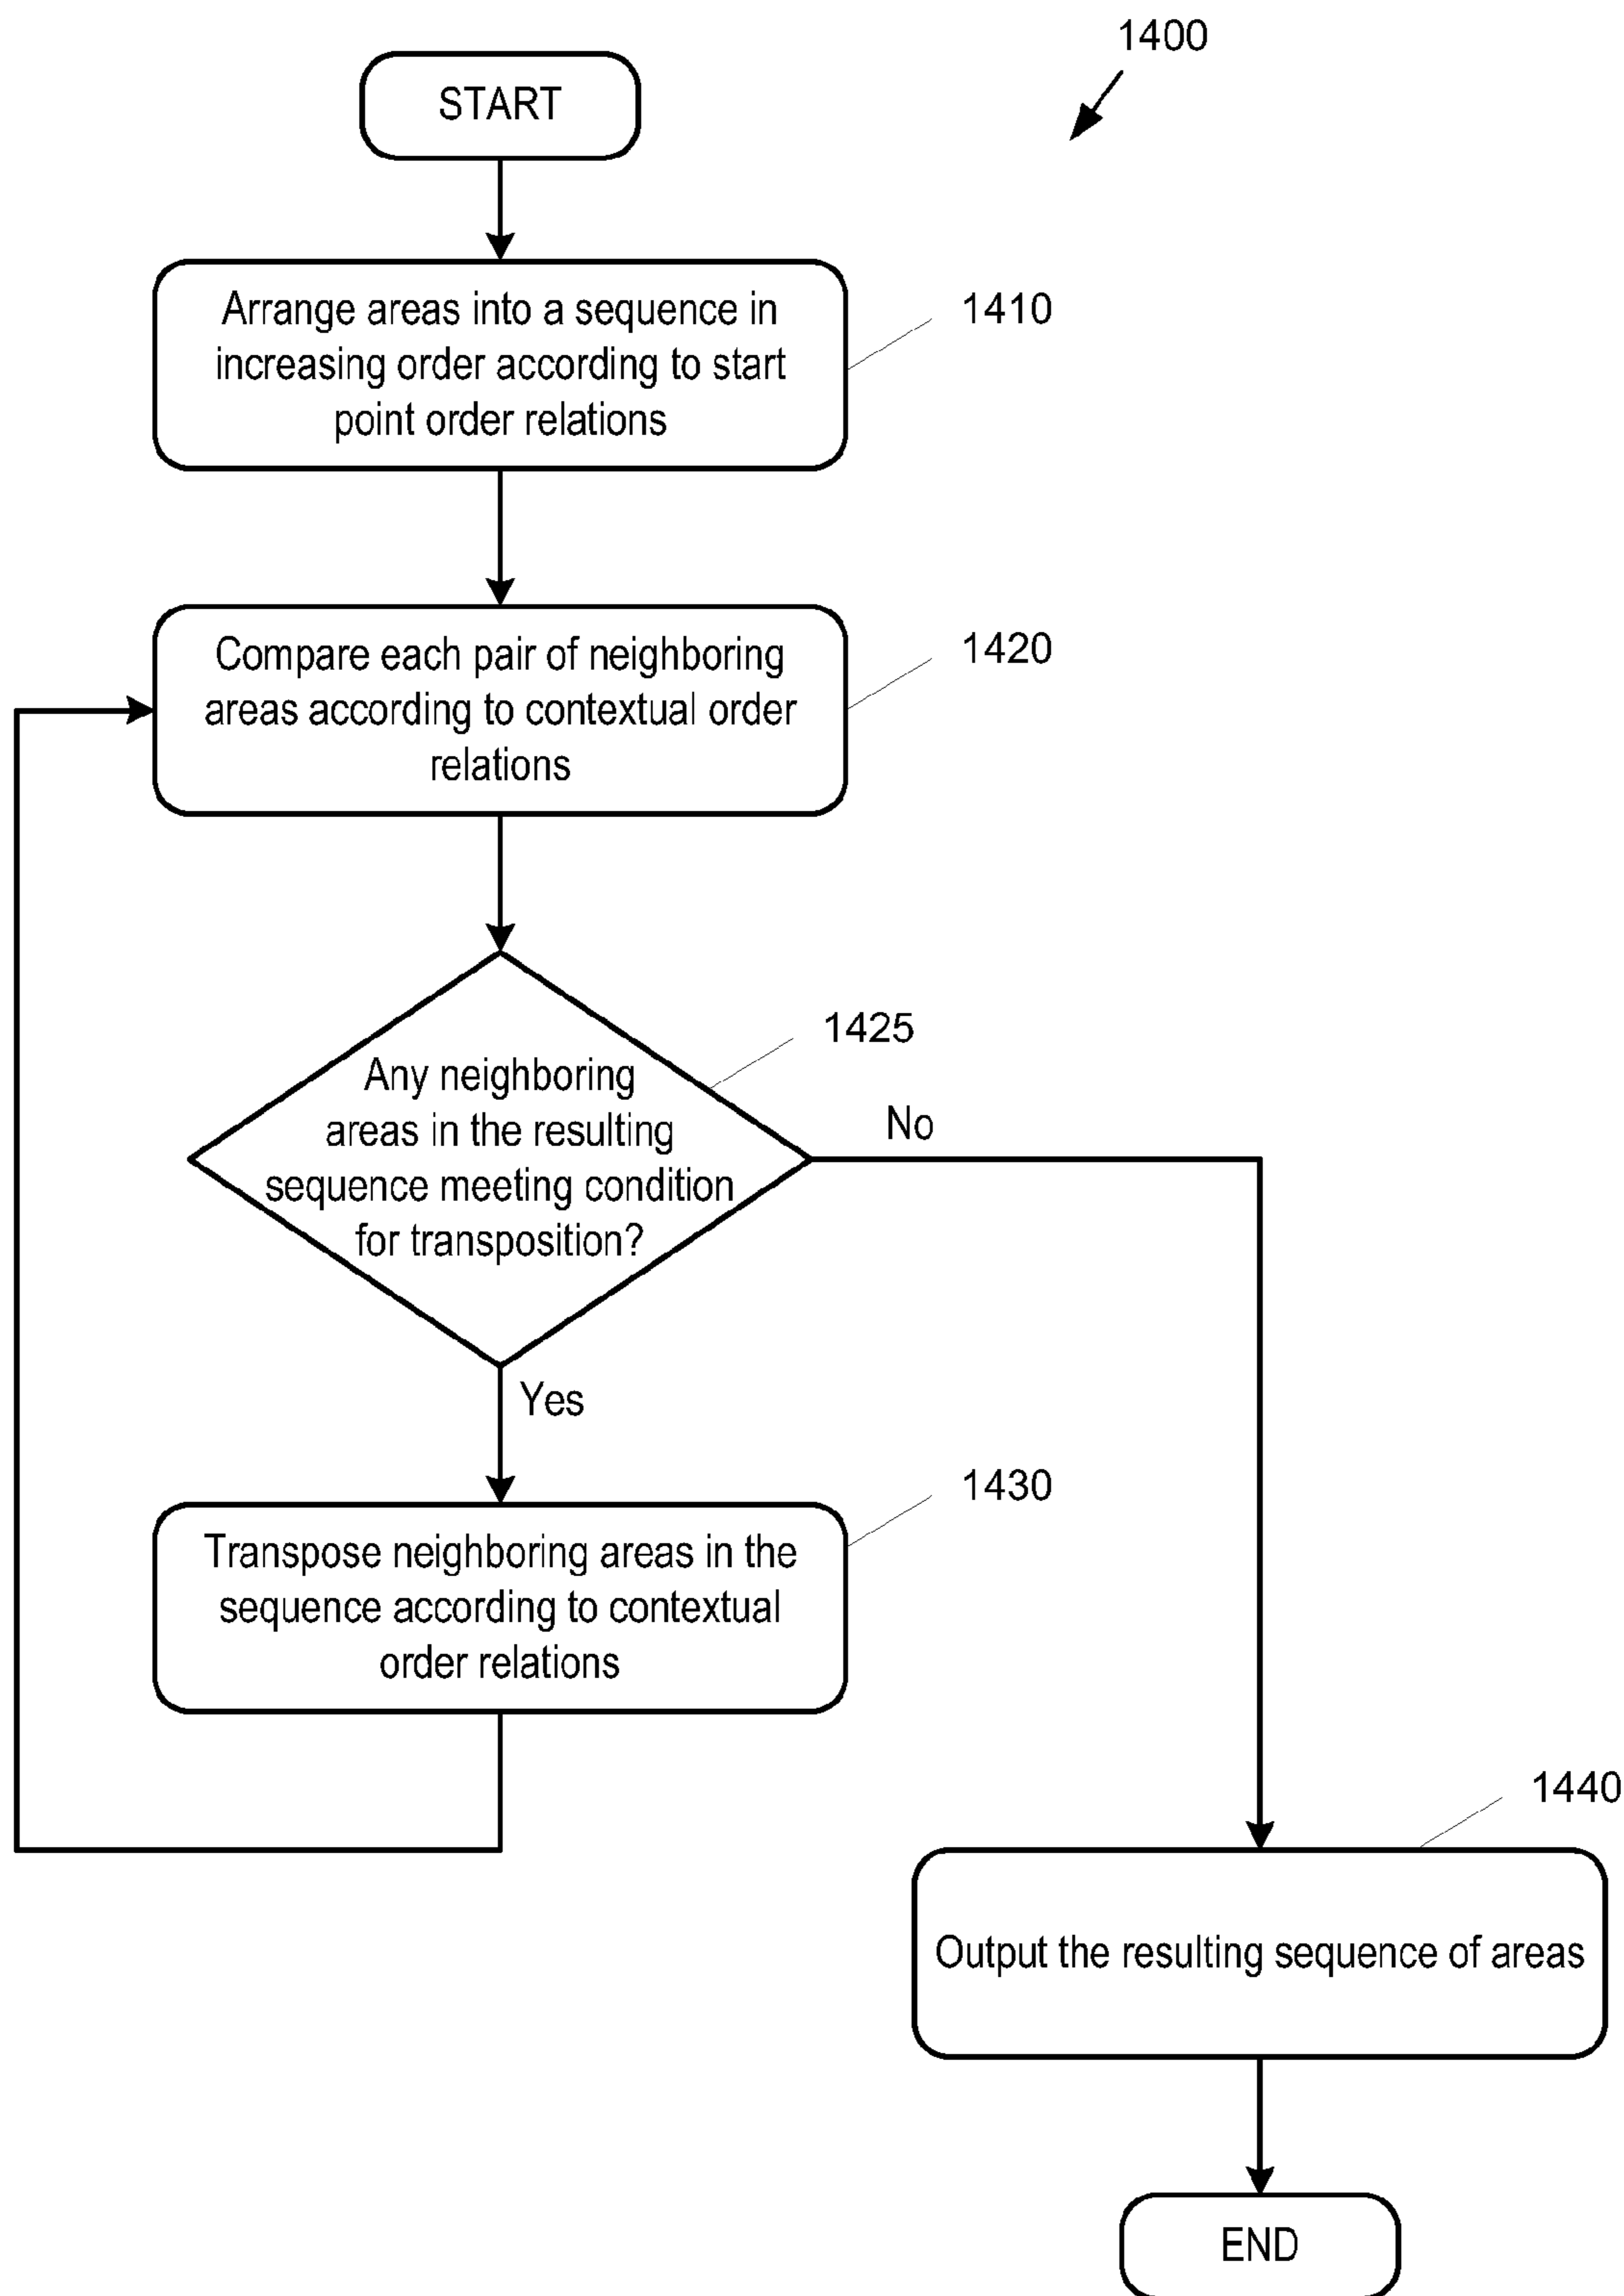 1400
START
Arrange areas into a sequence in
increasing order according to start
point order relations
1410
Compare each pair of neighboring
areas according to contextual order
relations
1420
Any neighboring
areas in the resulting
sequence meeting condition
for transposition?
1425
No
Yes
Transpose neighboring areas in the
sequence according to contextual
order relations
1430
1440
Output the resulting sequence of areas
END